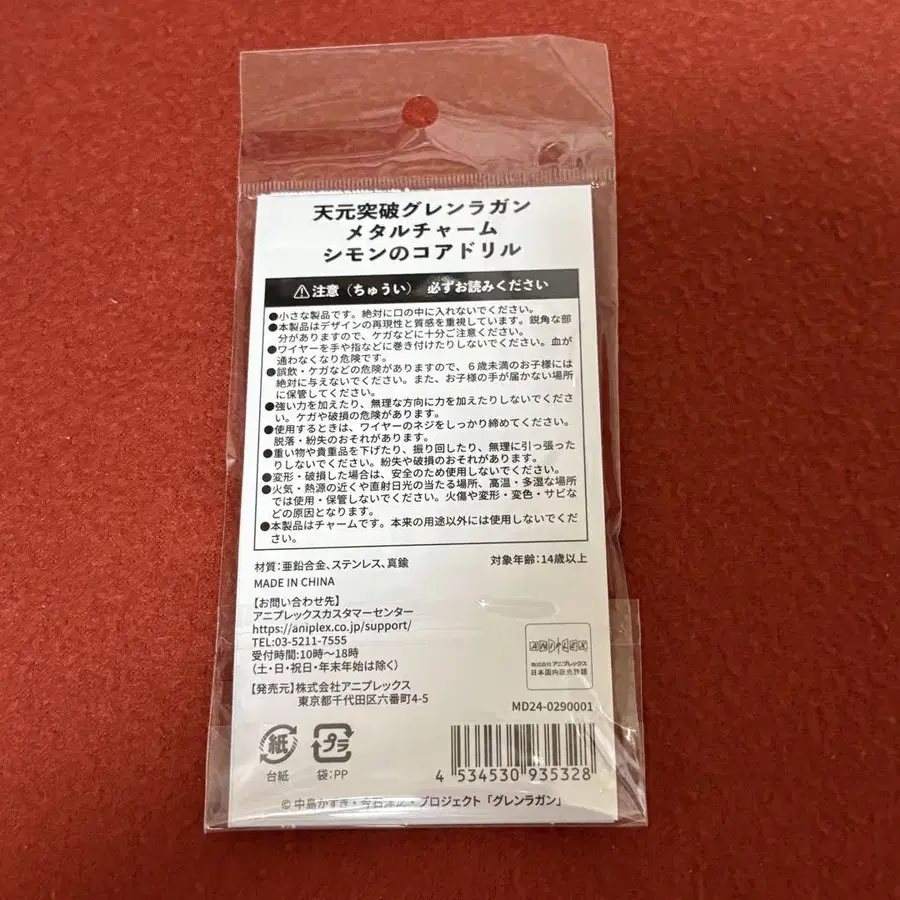 天元突破グレンラガン
メタルチャーム
シモンのコアドリル
⚠注意（ちゅうい） 必ずお読みください
●小さな製品です。絶対に口の中に入れないでください。
●本製品はデザインの再現性と質感を重視しています。鋭角な部
分がありますので、ケガなどに十分ご注意ください。
●ワイヤーを手や指などに巻き付けたりしないでください。血が
通わなくなり危険です。
●誤飲・ケガなどの危険がありますので、6歳未満のお子様には
絶対に与えないでください。また、お子様の手が届かない場所
に保管してください。
●強い力を加えたり、無理な方向に力を加えたりしないでくださ
い。ケガや破損の危険があります。
●使用するときは、ワイヤーのネジをしっかり締めてください。
脱落・紛失のおそれがあります。
●重い物や貴重品を下げたり、振り回したり、無理に引っ張った
りしないでください。紛失や破損のおそれがあります。
●変形・破損した場合は、安全のため使用しないでください。
●火気・熱源の近くや直射日光の当たる場所、高温・多湿な場所
では使用・保管しないでください。火傷や変形・変色・サビな
どの原因となります。
●本製品はチャームです。本来の用途以外には使用しないでくだ
さい。
材質：亜鉛合金、ステンレス、真鍮 対象年齢：14歳以上
MADE IN CHINA
【お問い合わせ先】
アニプレックスカスタマーセンター
https://aniplex.co.jp/support/
TEL:03-5211-7555
受付時間：10時～18時
（土・日・祝日・年末年始は除く）
【発売元】株式会社アニプレックス
東京都千代田区六番町4-5
ANIPLEX
株式会社アニプレックス
日本国内販売許諾
MD24-0290001
紙
台紙
プラ
袋：PP
4 534530 935328
© 中島かずき・今石洋之・プロジェクト「グレンラガン」